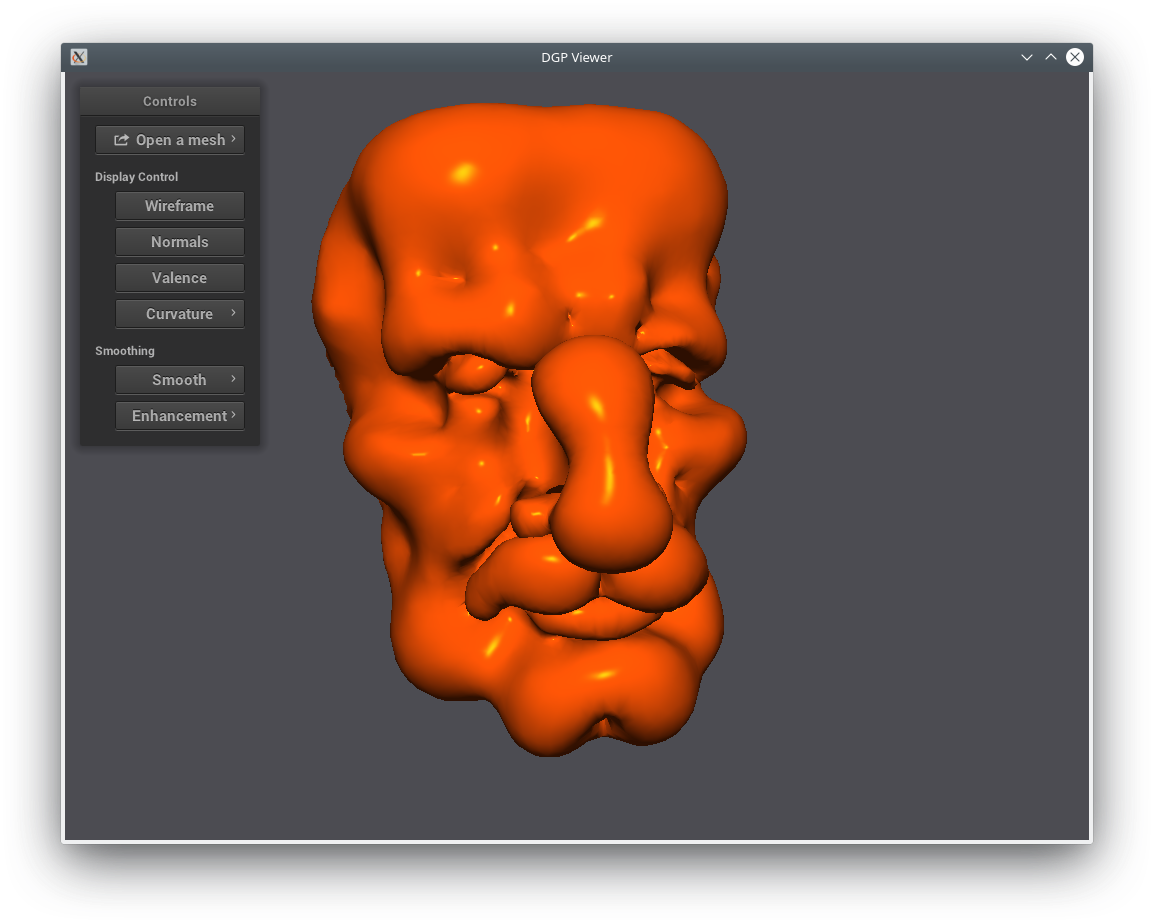 DGP Viewer
Controls
Open a mesh
Display Control
Wireframe
Normals
Valence
Curvature
Smoothing
Smooth
Enhancement